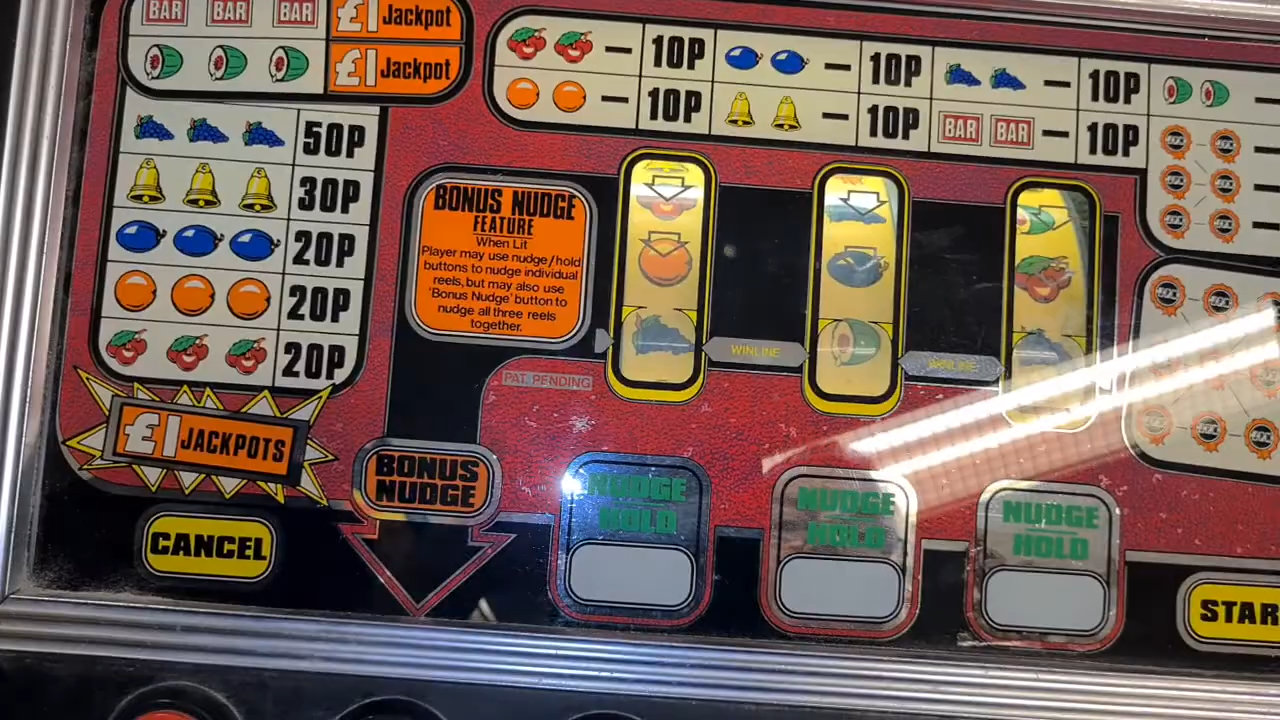 BAR BAR BAR £1 Jackpot
£1 Jackpot
10P 10P 10P
10P 10P BAR BAR 10P
50P
30P
20P
20P
20P
BONUS NUDGE
FEATURE
When Lit
Player may use nudge/hold
buttons to nudge individual
reels, but may also use
'Bonus Nudge' button to
nudge all three reels
together.
WINLINE WINLINE
PAT. PENDING
£1 JACKPOTS
BONUS
NUDGE
NUDGE
HOLD
NUDGE
HOLD
NUDGE
HOLD
CANCEL
STAR